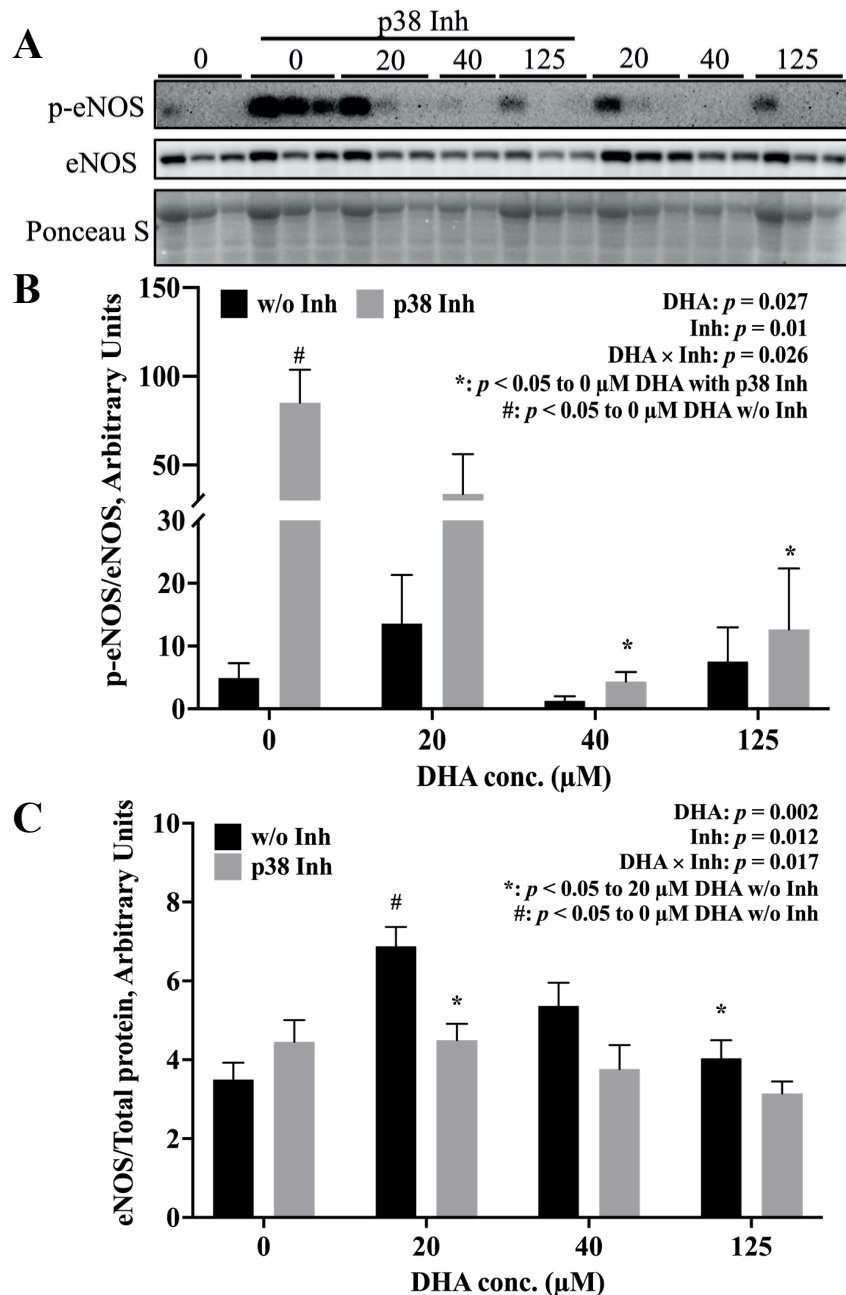 A
p38 Inh
0 0 20 40 125 20 40 125
p-eNOS
eNOS
Ponceau S
B
p-eNOS/eNOS, Arbitrary Units
150
100
50
30
20
10
0
w/o Inh p38 Inh
DHA: p = 0.027
Inh: p = 0.01
DHA × Inh: p = 0.026
*: p < 0.05 to 0 µM DHA with p38 Inh
#: p < 0.05 to 0 µM DHA w/o Inh
#
*
*
0 20 40 125
DHA conc. (µM)
C
eNOS/Total protein, Arbitrary Units
10
8
6
4
2
0
w/o Inh
p38 Inh
DHA: p = 0.002
Inh: p = 0.012
DHA × Inh: p = 0.017
*: p < 0.05 to 20 µM DHA w/o Inh
#: p < 0.05 to 0 µM DHA w/o Inh
#
*
*
0 20 40 125
DHA conc. (µM)